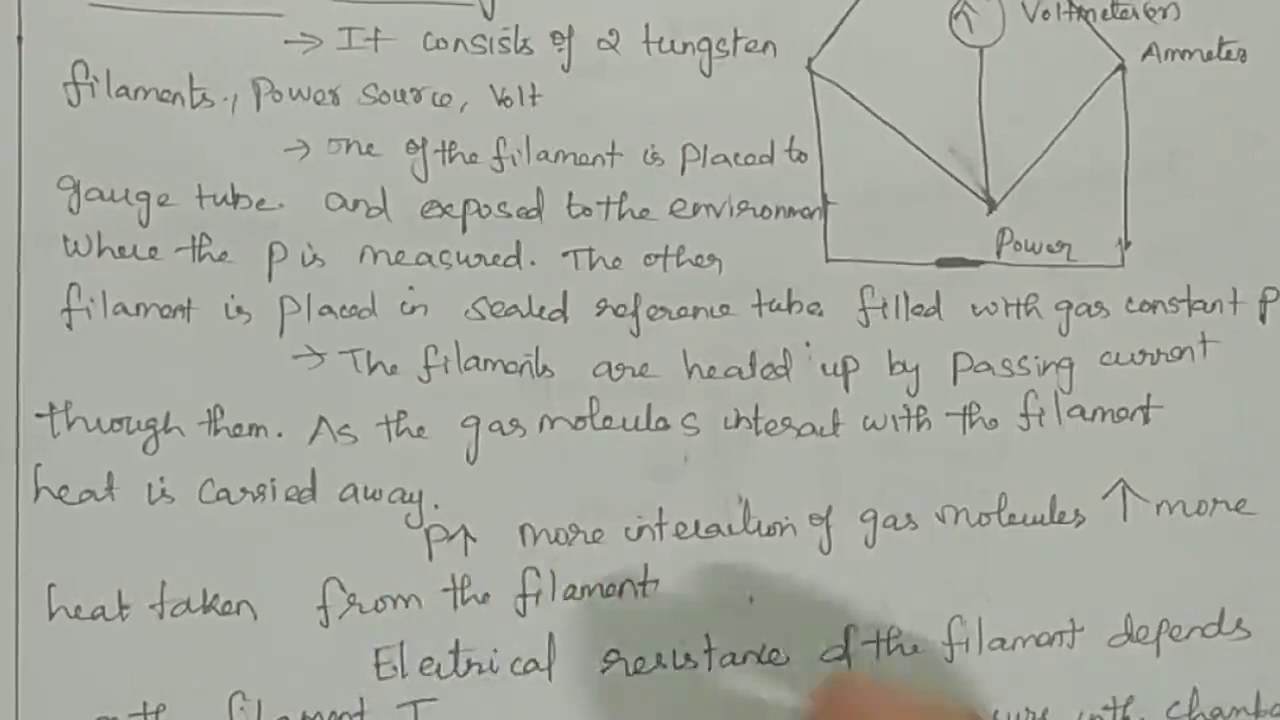 → It consists of 2 tungsten
filaments, Power source, Volt
→ one of the filament is placed to
gauge tube. and exposed to the environment
Where the P is measured. The other
filament is placed in sealed reference tube filled with gas constant P
→ The filaments are heated up by passing current
through them. As the gas molecules interact with the filament
heat is carried away.
P↑ more interaction of gas molecules ↑ more
heat taken from the filament
Electrical resistance of the filament depends
filament T
Voltmeter (or)
Ammeter
Power